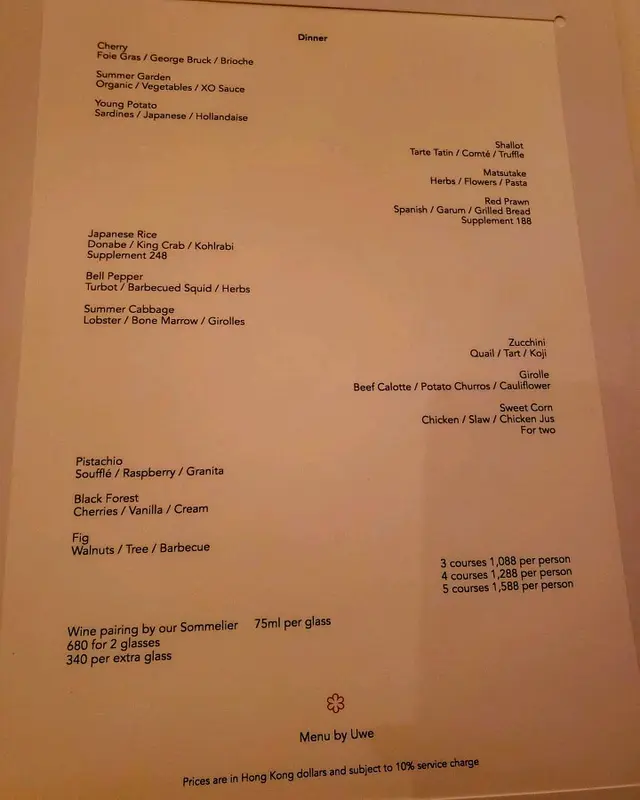 Dinner
Cherry
Foie Gras / George Bruck / Brioche
Summer Garden
Organic / Vegetables / XO Sauce
Young Potato
Sardines / Japanese / Hollandaise
Shallot
Tarte Tatin / Comté / Truffle
Matsutake
Herbs / Flowers / Pasta
Red Prawn
Spanish / Garum / Grilled Bread
Supplement 188
Japanese Rice
Donabe / King Crab / Kohlrabi
Supplement 248
Bell Pepper
Turbot / Barbecued Squid / Herbs
Summer Cabbage
Lobster / Bone Marrow / Girolles
Zucchini
Quail / Tart / Koji
Girolle
Beef Calotte / Potato Churros / Cauliflower
Sweet Corn
Chicken / Slaw / Chicken Jus
For two
Pistachio
Soufflé / Raspberry / Granita
Black Forest
Cherries / Vanilla / Cream
Fig
Walnuts / Tree / Barbecue
3 courses 1,088 per person
4 courses 1,288 per person
5 courses 1,588 per person
Wine pairing by our Sommelier 75ml per glass
680 for 2 glasses
340 per extra glass
Menu by Uwe
Prices are in Hong Kong dollars and subject to 10% service charge